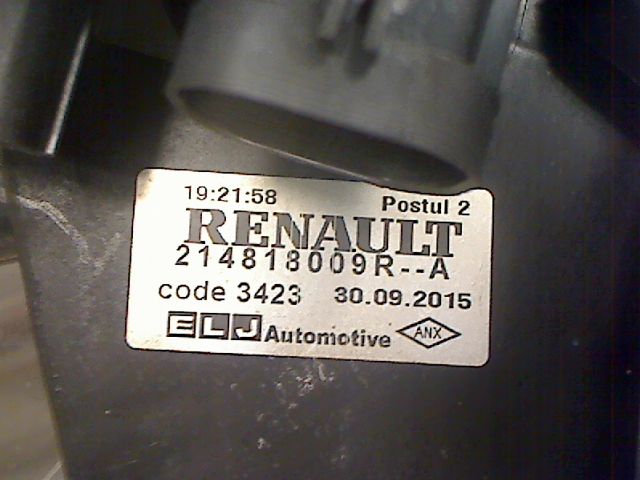 19:21:58 Postul 2
RENAULT
214818009R--A
code 3423 30.09.2015
ELJ Automotive ANX